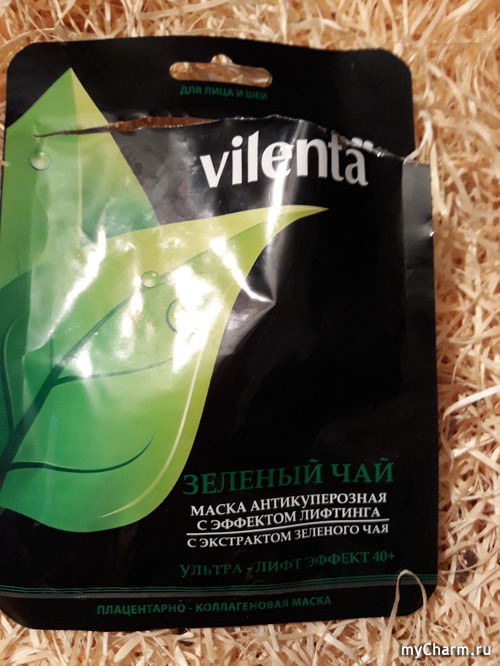 ДЛЯ ЛИЦА И ШЕИ
vilentä
ЗЕЛЕНЫЙ ЧАЙ
МАСКА АНТИКУПЕРОЗНАЯ
С ЭФФЕКТОМ ЛИФТИНГА
С ЭКСТРАКТОМ ЗЕЛЕНОГО ЧАЯ
УЛЬТРА - ЛИФТ ЭФФЕКТ 40+
ПЛАЦЕНТАРНО - КОЛЛАГЕНОВАЯ МАСКА
myCharm.ru